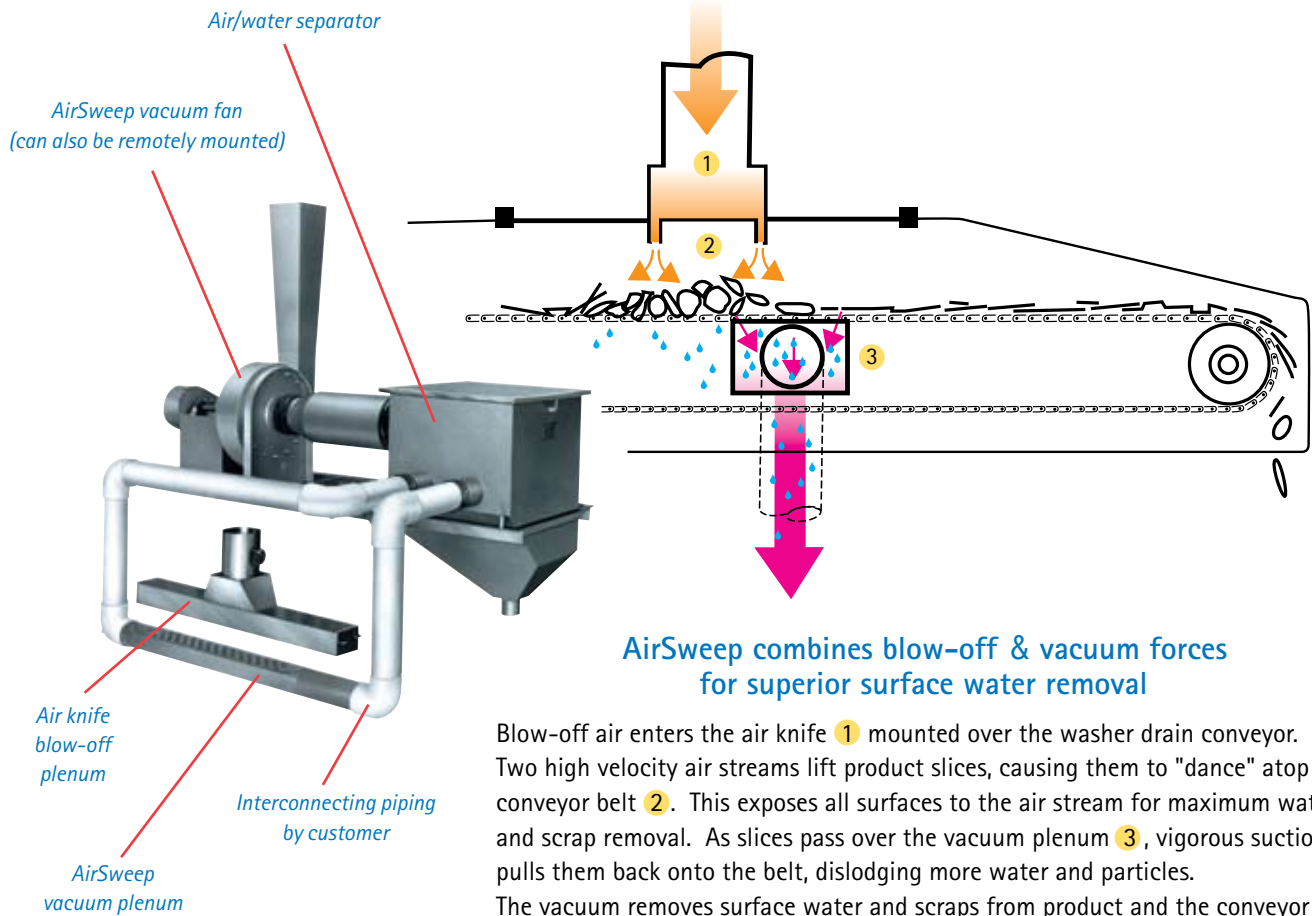 Air/water separator
AirSweep vacuum fan
(can also be remotely mounted)
1
2
3
Air knife
blow-off
plenum
Interconnecting piping
by customer
AirSweep
vacuum plenum
AirSweep combines blow-off & vacuum forces
for superior surface water removal
Blow-off air enters the air knife 1 mounted over the washer drain conveyor.
Two high velocity air streams lift product slices, causing them to "dance" atop
conveyor belt 2. This exposes all surfaces to the air stream for maximum wat
and scrap removal. As slices pass over the vacuum plenum 3, vigorous suctio
pulls them back onto the belt, dislodging more water and particles.
The vacuum removes surface water and scraps from product and the conveyor